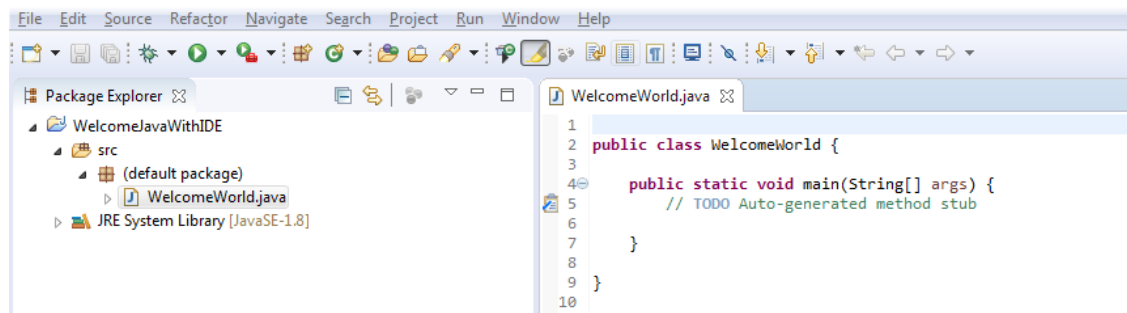 File Edit Source Refactor Navigate Search Project Run Window Help
Package Explorer
WelcomeJavaWithIDE
src
(default package)
WelcomeWorld.java
JRE System Library [JavaSE-1.8]
WelcomeWorld.java
1
2 public class WelcomeWorld {
3
4 public static void main(String[] args) {
5 // TODO Auto-generated method stub
6
7 }
8
9 }
10